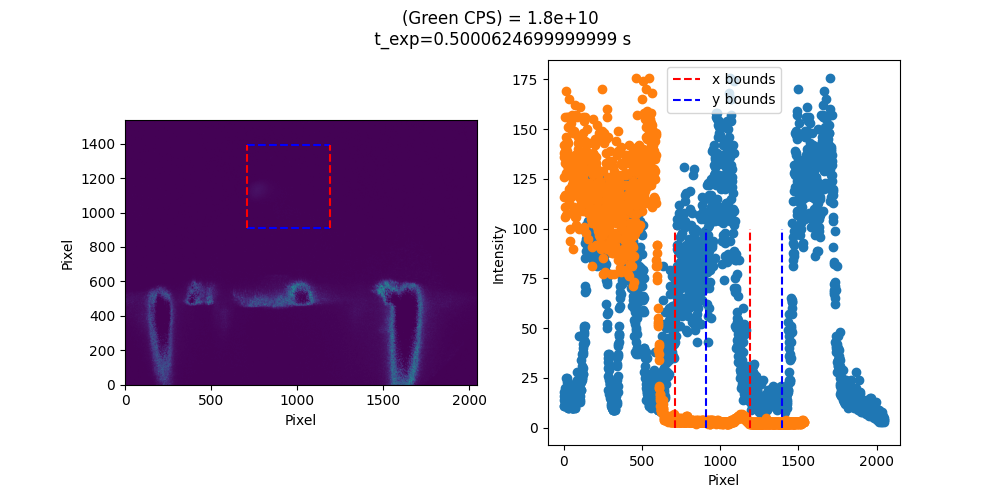 (Green CPS) = 1.8e+10
t_exp=0.5000624699999999 s
1400
1200
1000
800
600
400
200
0
Pixel
0 500 1000 1500 2000
Pixel
175
150
125
100
75
50
25
0
Intensity
x bounds
y bounds
0 500 1000 1500 2000
Pixel